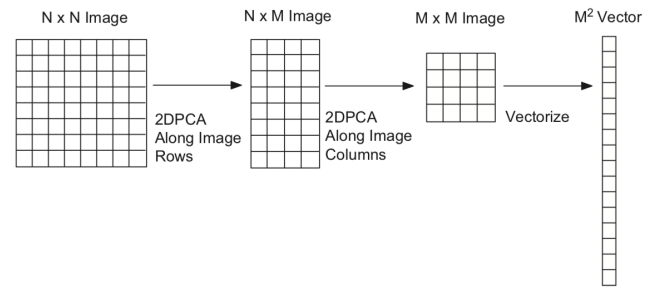 N x N Image
N x M Image
M x M Image
M² Vector
2DPCA
Along Image
Rows
2DPCA
Along Image
Columns
Vectorize